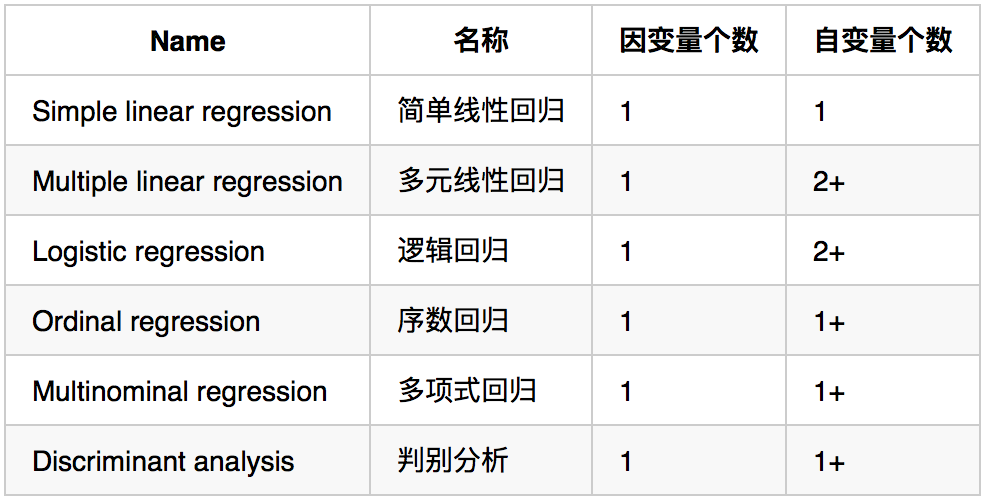 Name 名称 因变量个数 自变量个数
Simple linear regression 简单线性回归 1 1
Multiple linear regression 多元线性回归 1 2+
Logistic regression 逻辑回归 1 2+
Ordinal regression 序数回归 1 1+
Multinominal regression 多项式回归 1 1+
Discriminant analysis 判别分析 1 1+